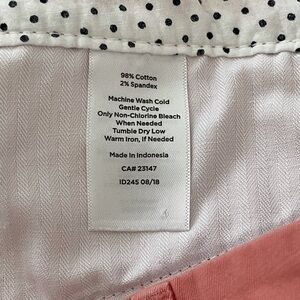 98% Cotton
2% Spandex
Machine Wash Cold
Gentle Cycle
Only Non-Chlorine Bleach
When Needed
Tumble Dry Low
Warm Iron, if Needed
Made in Indonesia
CA# 23147
ID24S 08/18